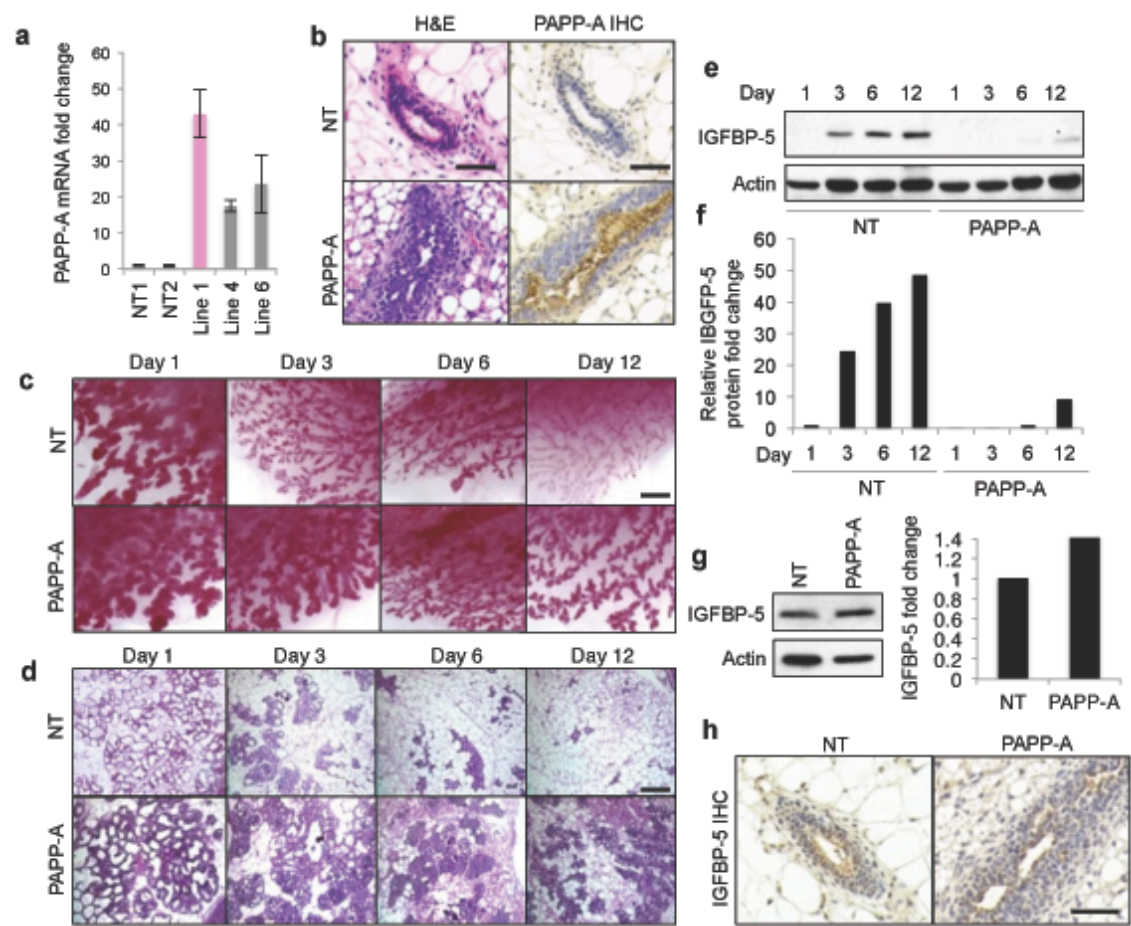 a
PAPP-A mRNA fold change
60
50
40
30
20
10
0
NT1
NT2
Line 1
Line 4
Line 6
b
H&E
PAPP-A IHC
NT
PAPP-A
c
Day 1
Day 3
Day 6
Day 12
NT
PAPP-A
d
Day 1
Day 3
Day 6
Day 12
NT
PAPP-A
e
Day 1 3 6 12 1 3 6 12
IGFBP-5
Actin
NT
PAPP-A
f
Relative IBGFP-5
protein fold cahnge
60
50
40
30
20
10
0
Day 1 3 6 12 1 3 6 12
NT
PAPP-A
g
NT
PAPP-A
IGFBP-5
Actin
IGFBP-5 fold change
1.4
1.2
1
0.8
0.6
0.4
0.2
0
NT
PAPP-A
h
NT
PAPP-A
IGFBP-5 IHC